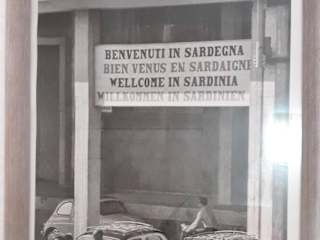 BENVENUTI IN SARDEGNA
BIEN VENUS EN SARDAIGNE
WELLCOME IN SARDINIA
WILLKOMMEN IN SARDINIEN